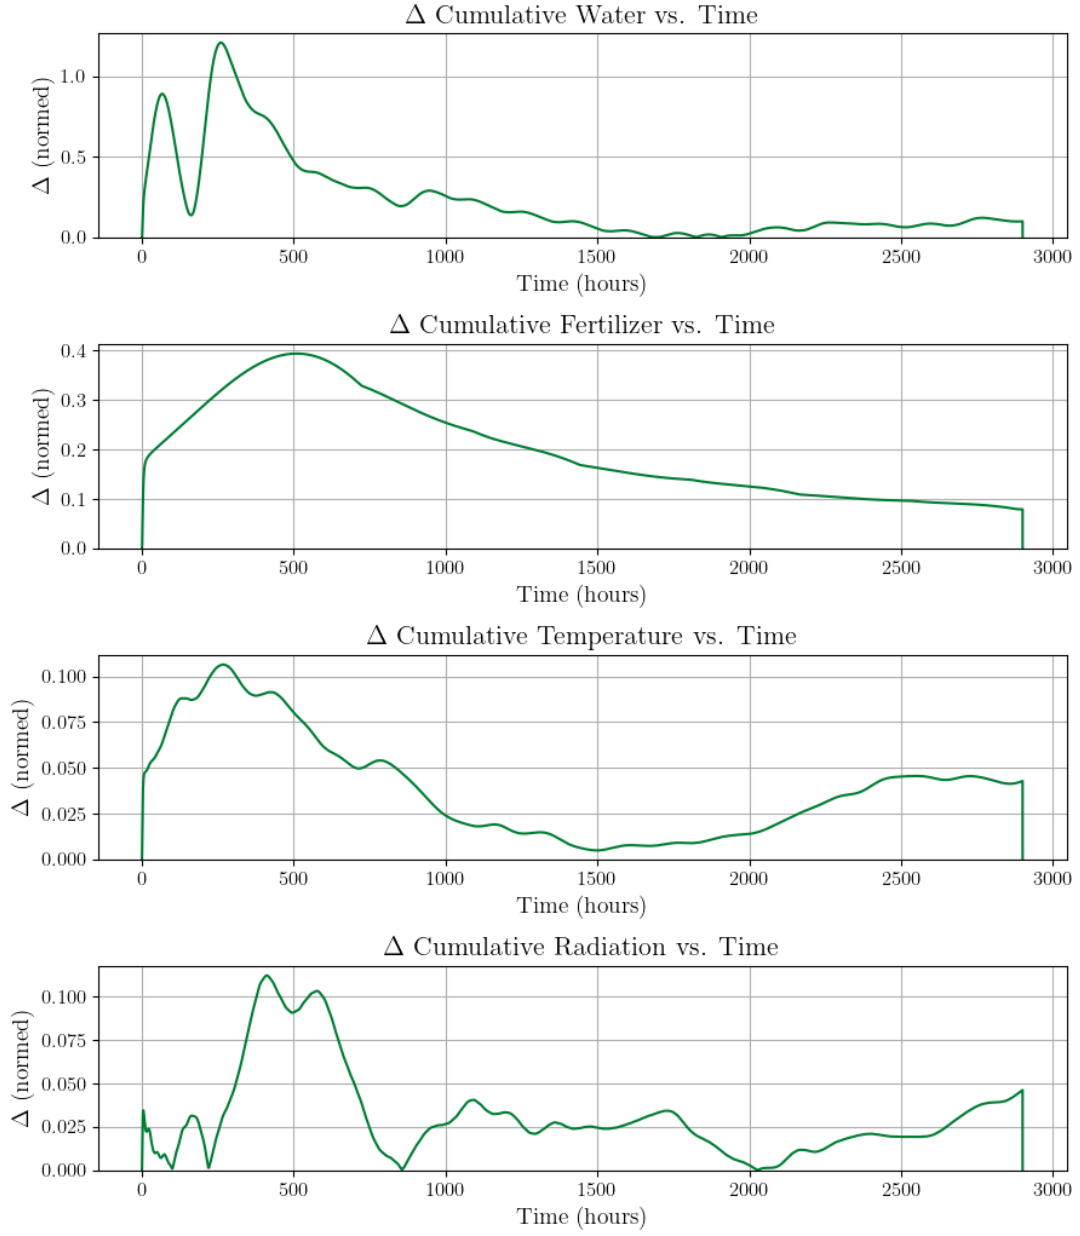 Δ Cumulative Water vs. Time
1.0
0.5
0.0
Δ (normed)
0 500 1000 1500 2000 2500 3000
Time (hours)
Δ Cumulative Fertilizer vs. Time
0.4
0.3
0.2
0.1
0.0
Δ (normed)
0 500 1000 1500 2000 2500 3000
Time (hours)
Δ Cumulative Temperature vs. Time
0.100
0.075
0.050
0.025
0.000
Δ (normed)
0 500 1000 1500 2000 2500 3000
Time (hours)
Δ Cumulative Radiation vs. Time
0.100
0.075
0.050
0.025
0.000
Δ (normed)
0 500 1000 1500 2000 2500 3000
Time (hours)